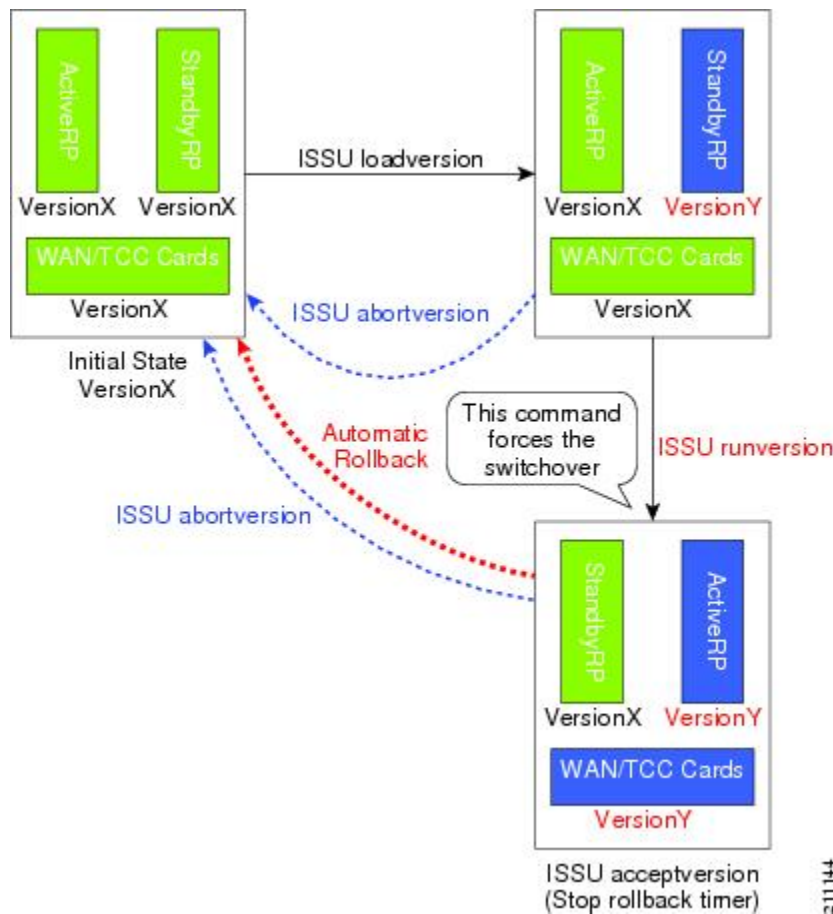 ActiveRP
StandbyRP
VersionX
VersionX
WAN/TCC Cards
VersionX
Initial State
VersionX
ISSU loadversion
ActiveRP
StandbyRP
VersionX
VersionY
WAN/TCC Cards
VersionX
ISSU abortversion
This command
forces the
switchover
ISSU runversion
Automatic
Rollback
ISSU abortversion
StandbyRP
ActiveRP
VersionX
VersionY
WAN/TCC Cards
VersionY
ISSU acceptversion
(Stop rollback timer)
211144